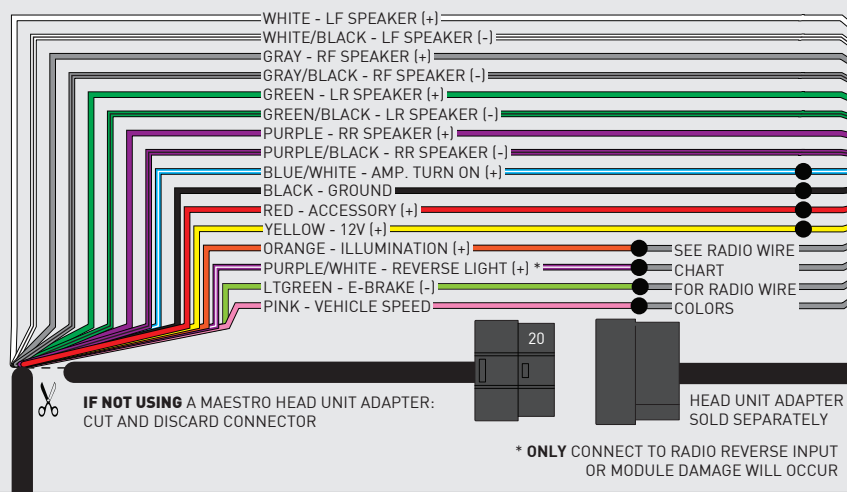 WHITE - LF SPEAKER (+)
WHITE/BLACK - LF SPEAKER (-)
GRAY - RF SPEAKER (+)
GRAY/BLACK - RF SPEAKER (-)
GREEN - LR SPEAKER (+)
GREEN/BLACK - LR SPEAKER (-)
PURPLE - RR SPEAKER (+)
PURPLE/BLACK - RR SPEAKER (-)
BLUE/WHITE - AMP. TURN ON (+)
BLACK - GROUND
RED - ACCESSORY (+)
YELLOW - 12V (+)
ORANGE - ILLUMINATION (+)
PURPLE/WHITE - REVERSE LIGHT (+) *
LTGREEN - E-BRAKE (-)
PINK - VEHICLE SPEED
SEE RADIO WIRE
CHART
FOR RADIO WIRE
COLORS
20
IF NOT USING A MAESTRO HEAD UNIT ADAPTER:
CUT AND DISCARD CONNECTOR
HEAD UNIT ADAPTER
SOLD SEPARATELY
* ONLY CONNECT TO RADIO REVERSE INPUT
OR MODULE DAMAGE WILL OCCUR